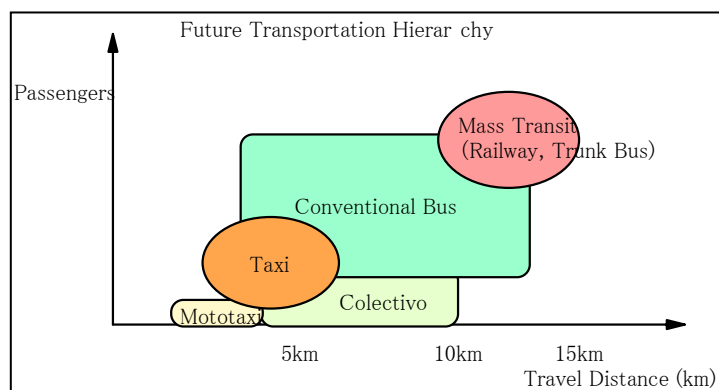 Future Transportation Hierar chy
Passengers
Mass Transit
(Railway, Trunk Bus)
Conventional Bus
Taxi
Colectivo
Mototaxi
5km
10km
15km
Travel Distance (km)